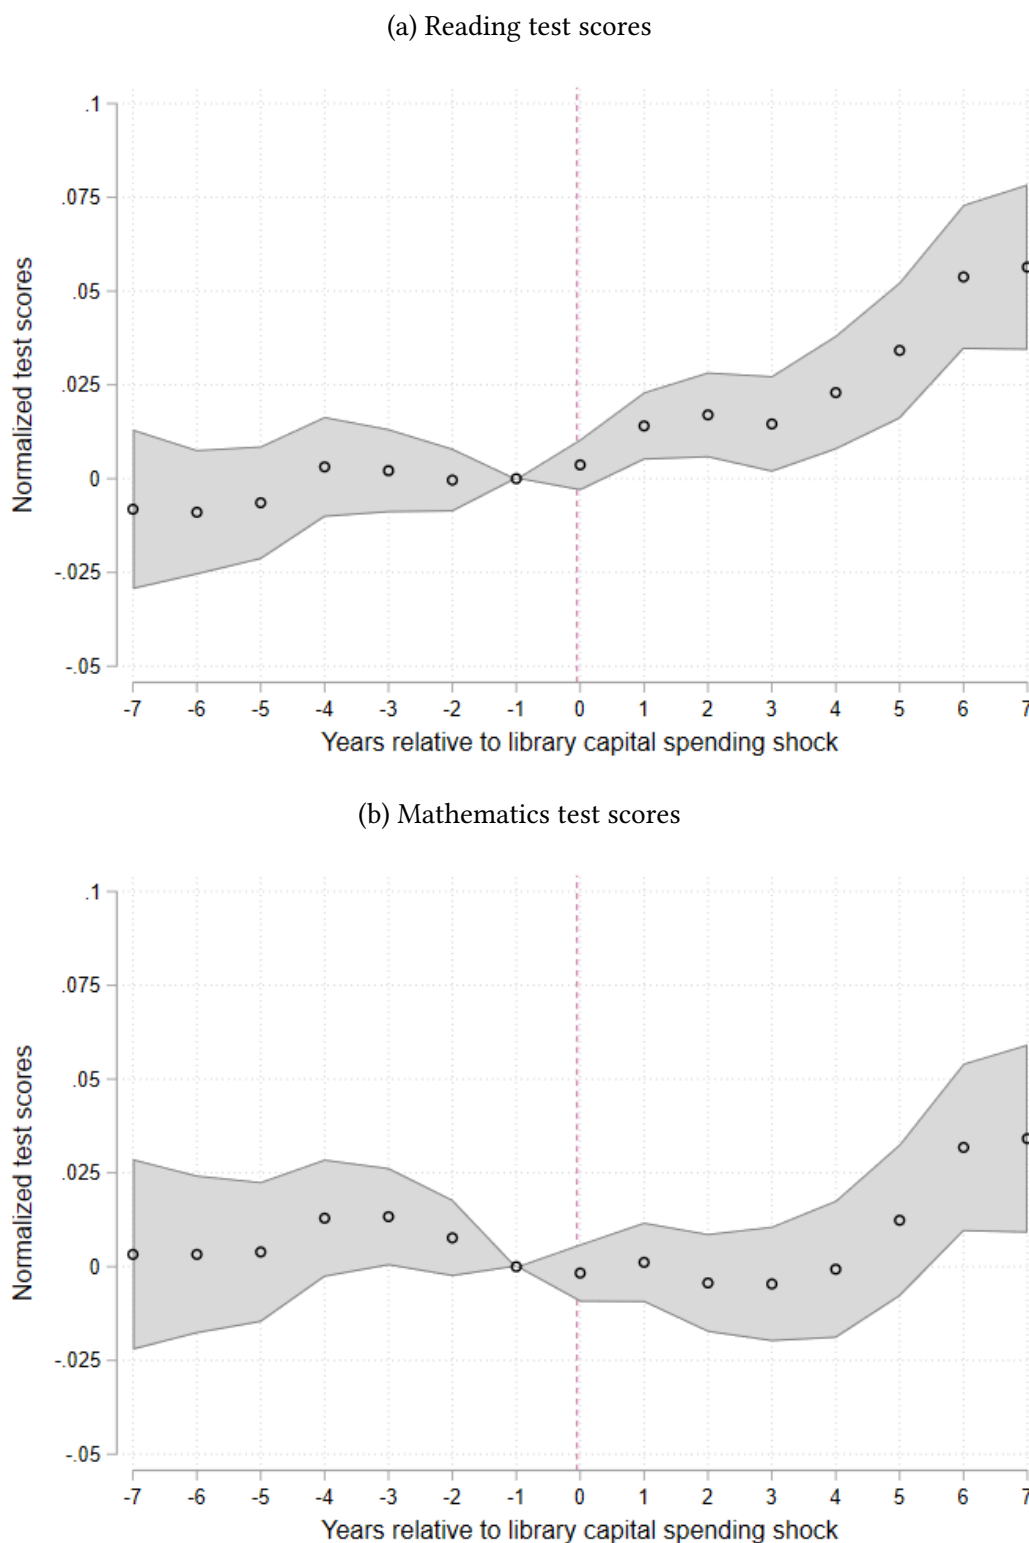 (a) Reading test scores
.1
.075
.05
.025
0
-.025
-.05
Normalized test scores
-7 -6 -5 -4 -3 -2 -1 0 1 2 3 4 5 6 7
Years relative to library capital spending shock
(b) Mathematics test scores
.1
.075
.05
.025
0
-.025
-.05
Normalized test scores
-7 -6 -5 -4 -3 -2 -1 0 1 2 3 4 5 6 7
Years relative to library capital spending shock